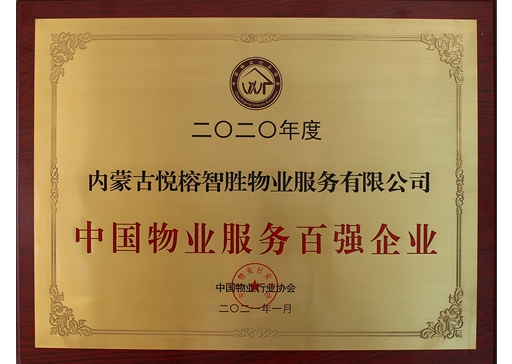 二〇二〇年度
内蒙古悦榕智胜物业服务有限公司
中国物业服务百强企业
中国物业行业协会
二〇二一年一月